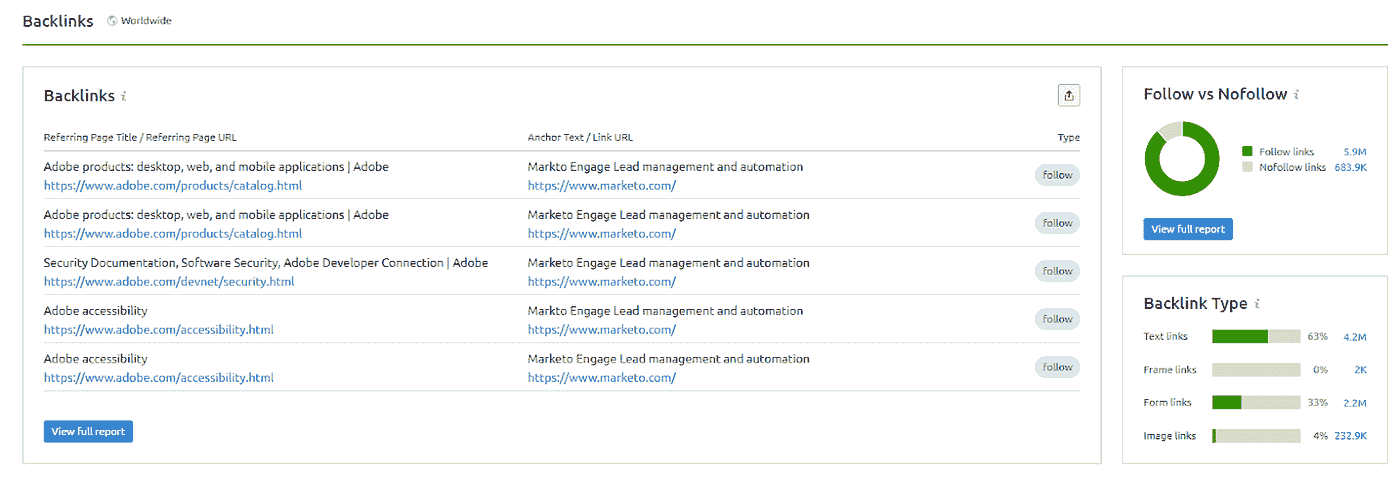 Backlinks Worldwide
Backlinks i
Referring Page Title / Referring Page URL Anchor Text / Link URL Type
Adobe products: desktop, web, and mobile applications | Adobe Markto Engage Lead management and automation
https://www.adobe.com/products/catalog.html https://www.marketo.com/ follow
Adobe products: desktop, web, and mobile applications | Adobe Marketo Engage Lead management and automation
https://www.adobe.com/products/catalog.html https://www.marketo.com/ follow
Security Documentation, Software Security, Adobe Developer Connection | Adobe Marketo Engage Lead management and automation
https://www.adobe.com/devnet/security.html https://www.marketo.com/ follow
Adobe accessibility Markto Engage Lead management and automation
https://www.adobe.com/accessibility.html https://www.marketo.com/ follow
Adobe accessibility Marketo Engage Lead management and automation
https://www.adobe.com/accessibility.html https://www.marketo.com/ follow
View full report
Follow vs Nofollow i
Follow links 5.9M
Nofollow links 683.9K
View full report
Backlink Type i
Text links 63% 4.2M
Frame links 0% 2K
Form links 33% 2.2M
Image links 4% 232.9K